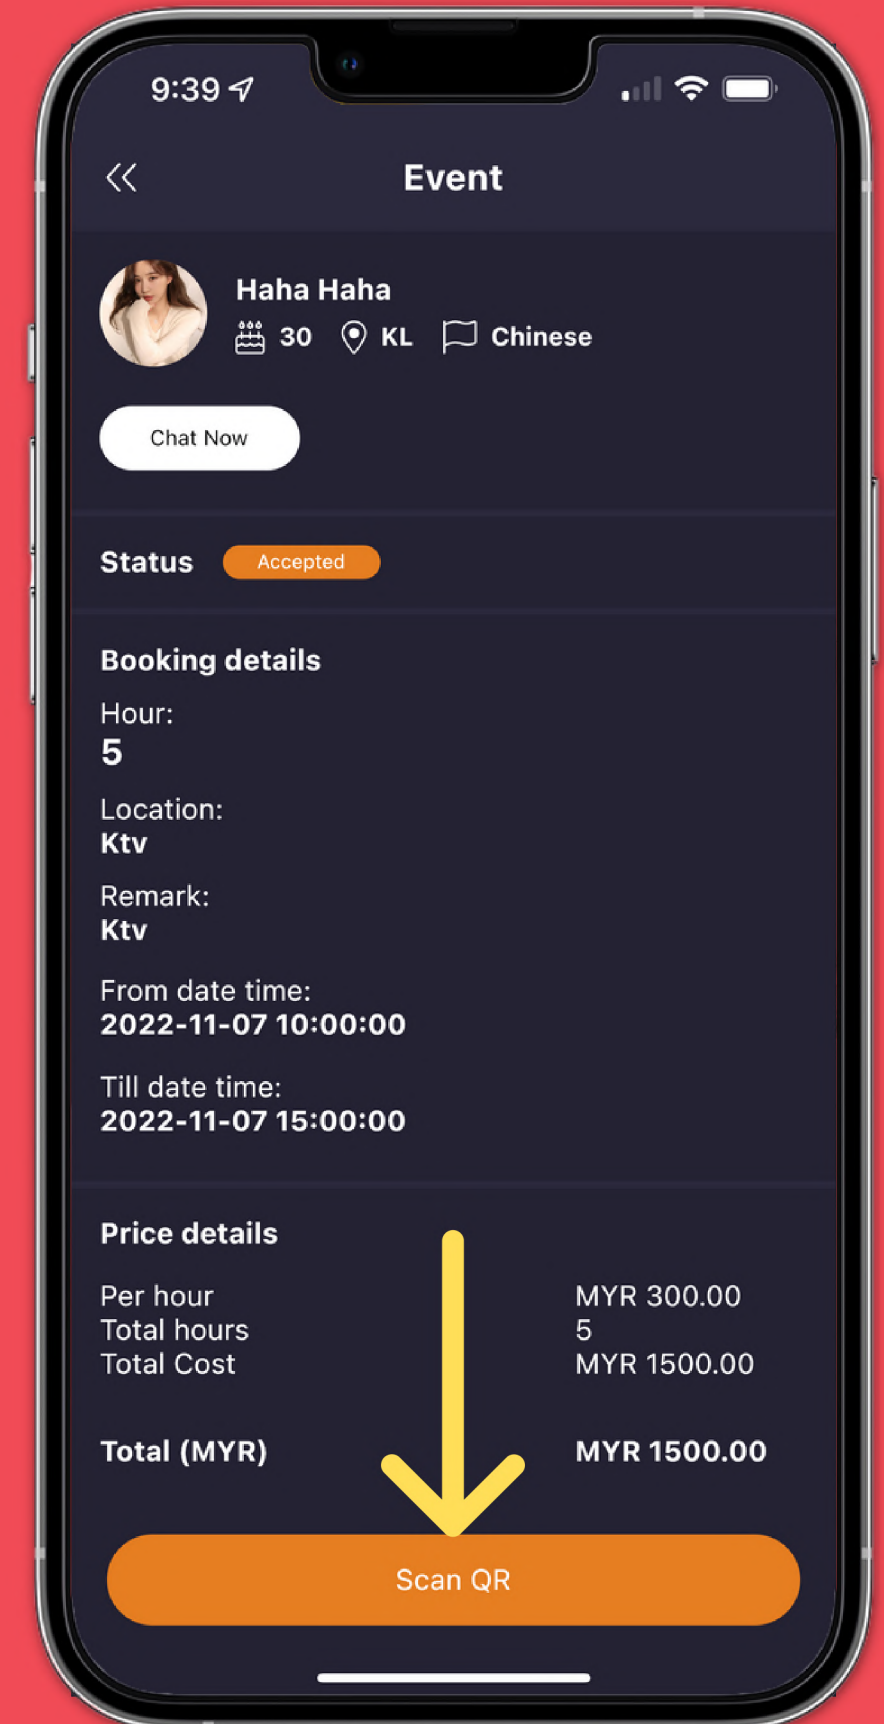 9:39
Event
Haha Haha
30 KL Chinese
Chat Now
Status Accepted
Booking details
Hour:
5
Location:
Ktv
Remark:
Ktv
From date time:
2022-11-07 10:00:00
Till date time:
2022-11-07 15:00:00
Price details
Per hour MYR 300.00
Total hours 5
Total Cost MYR 1500.00
Total (MYR) MYR 1500.00
Scan QR